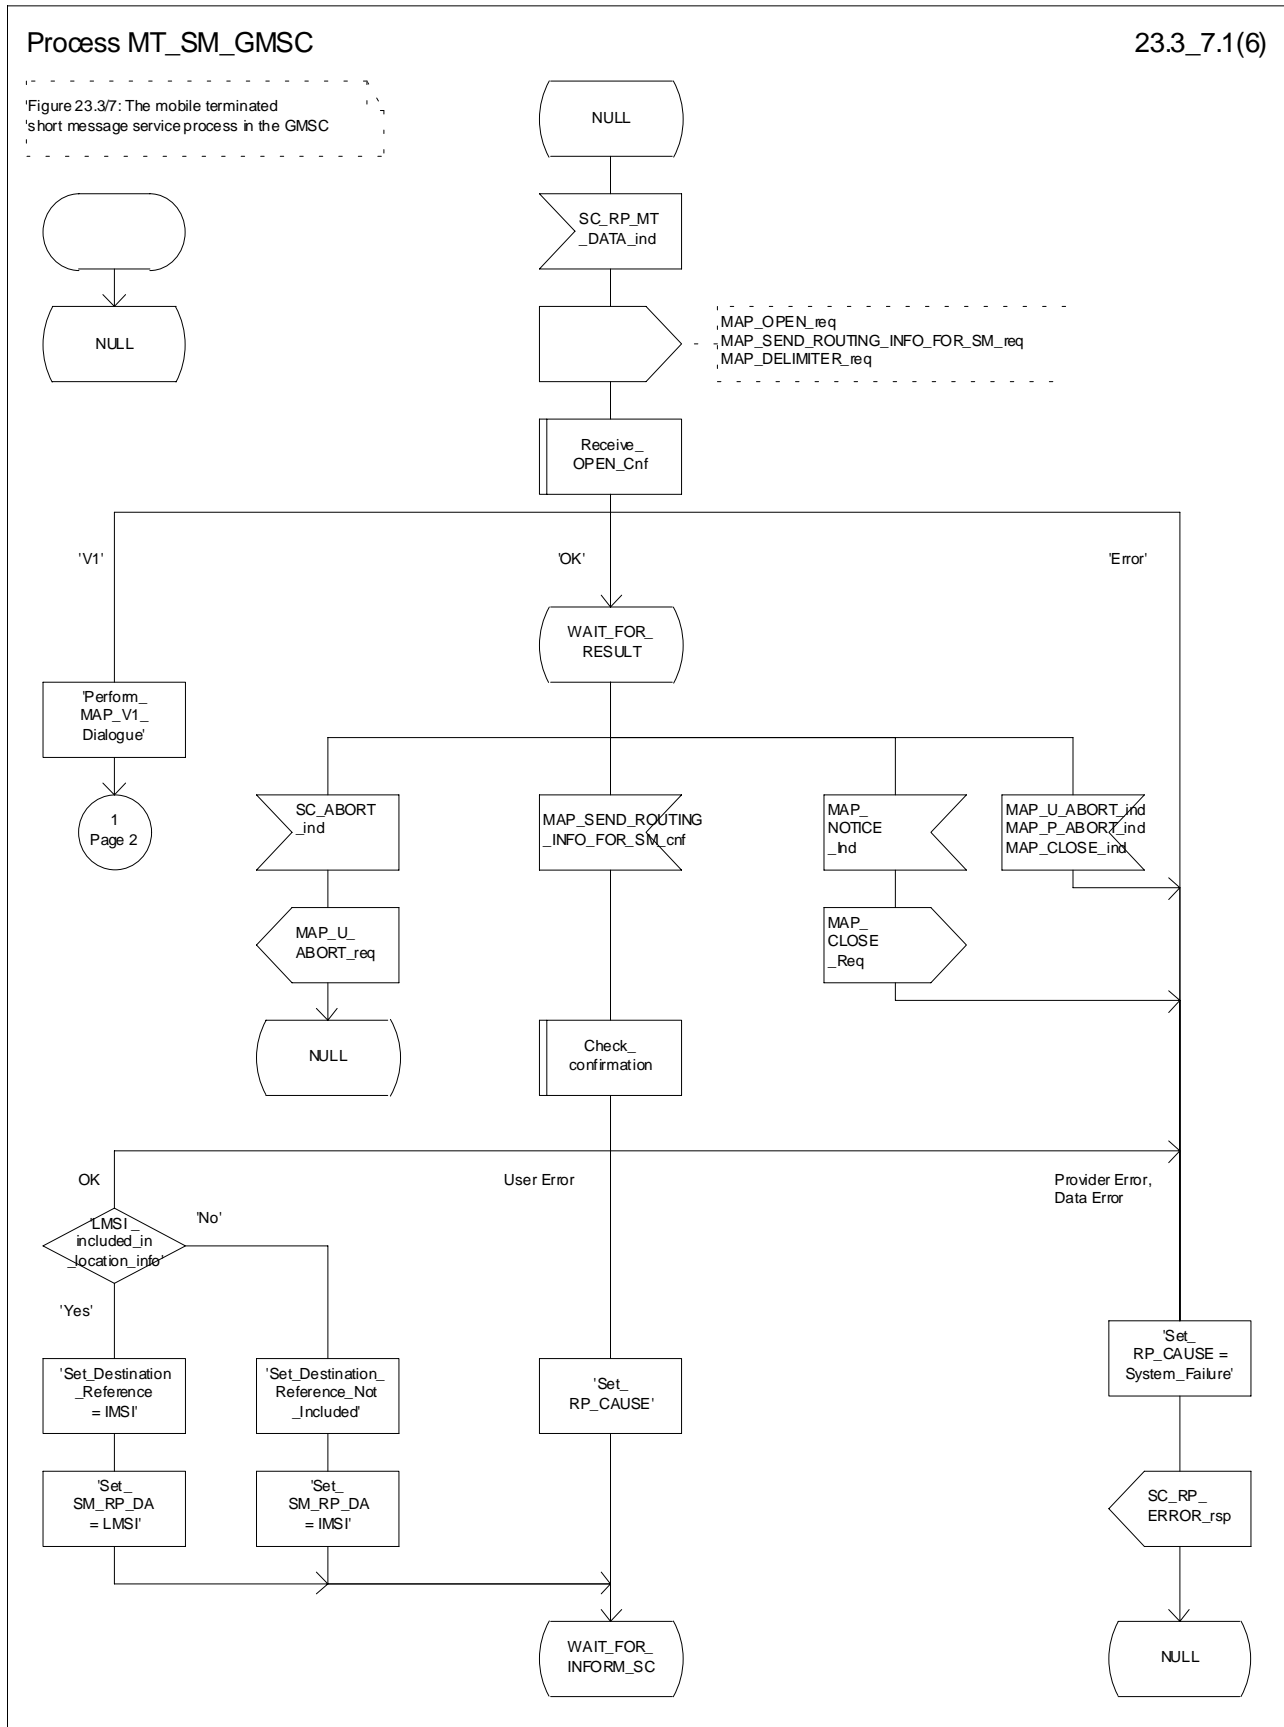 Process MT_SM_GMSC
23.3_7.1(6)
'Figure 23.3/7: The mobile terminated
'short message service process in the GMSC
NULL
SC_RP_MT
_DATA_ind
NULL
MAP_OPEN_req
MAP_SEND_ROUTING_INFO_FOR_SM_req
MAP_DELIMITER_req
Receive_
OPEN_Cnf
'V1'
'OK'
'Error'
WAIT_FOR_
RESULT
'Perform_
MAP_V1_
Dialogue'
1
Page 2
SC_ABORT
_ind
MAP_SEND_ROUTING
_INFO_FOR_SM_cnf
MAP_
NOTICE
_Ind
MAP_U_ABORT_ind
MAP_P_ABORT_ind
MAP_CLOSE_ind
MAP_U_
ABORT_req
MAP_
CLOSE
_Req
NULL
Check_
confirmation
OK
User Error
Provider Error,
Data Error
'LMSI_
included_in
_location_info'
'No'
'Yes'
'Set_Destination
_Reference
= IMSI'
'Set_Destination_
Reference_Not
_Included'
'Set_
RP_CAUSE'
'Set_
RP_CAUSE =
System_Failure'
'Set_
SM_RP_DA
= LMSI'
'Set_
SM_RP_DA
= IMSI'
SC_RP_
ERROR_rsp
WAIT_FOR_
INFORM_SC
NULL